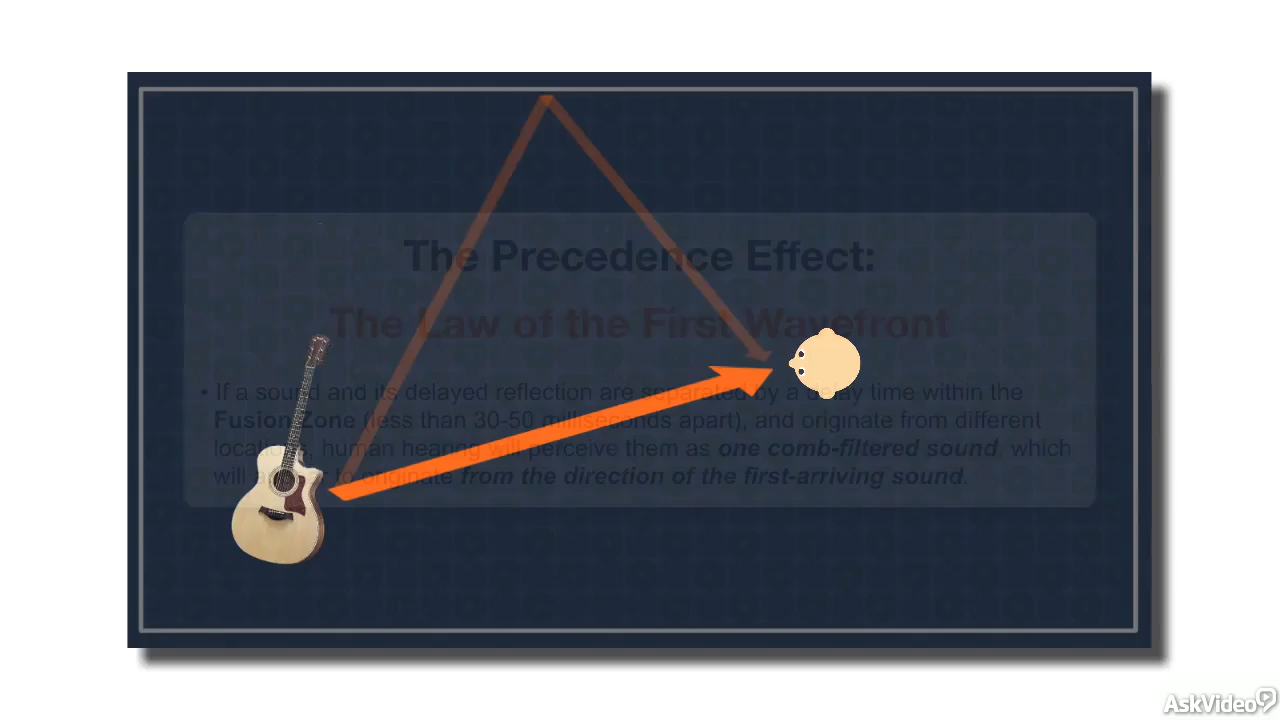 The Precedence Effect:
The Law of the First Wavefront
• If a sound and its delayed reflection are separated by a delay time within the
Fusion Zone (less than 30-50 milliseconds apart), and originate from different
locations, human hearing will perceive them as one comb-filtered sound, which
will to originate from the direction of the first-arriving sound.
AskVideo